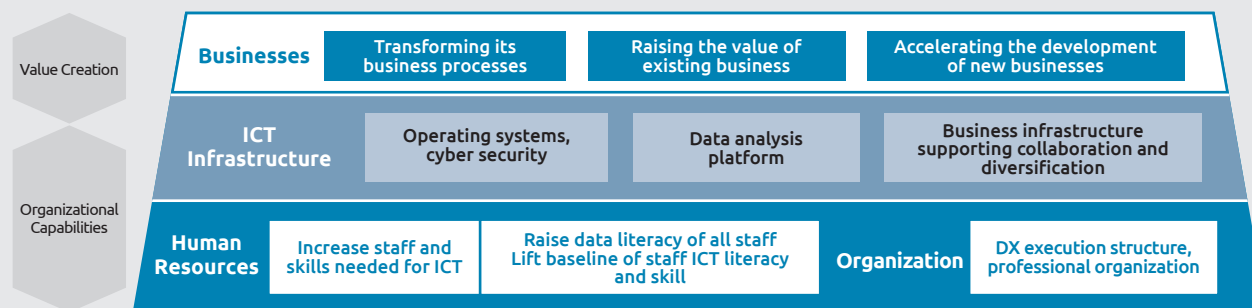 Value Creation
Businesses
Transforming its
business processes
Raising the value of
existing business
Accelerating the development
of new businesses
Organizational
Capabilities
ICT
Infrastructure
Operating systems,
cyber security
Data analysis
platform
Business infrastructure
supporting collaboration and
diversification
Human
Resources
Increase staff and
skills needed for ICT
Raise data literacy of all staff
Lift baseline of staff ICT literacy
and skill
Organization
DX execution structure,
professional organization